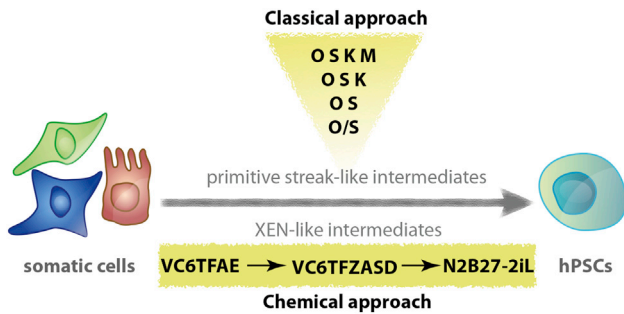 Classical approach
O S K M
O S K
O S
O/S
primitive streak-like intermediates
XEN-like intermediates
somatic cells
VC6TFAE
VC6TFZASD
N2B27-2iL
hPSCs
Chemical approach